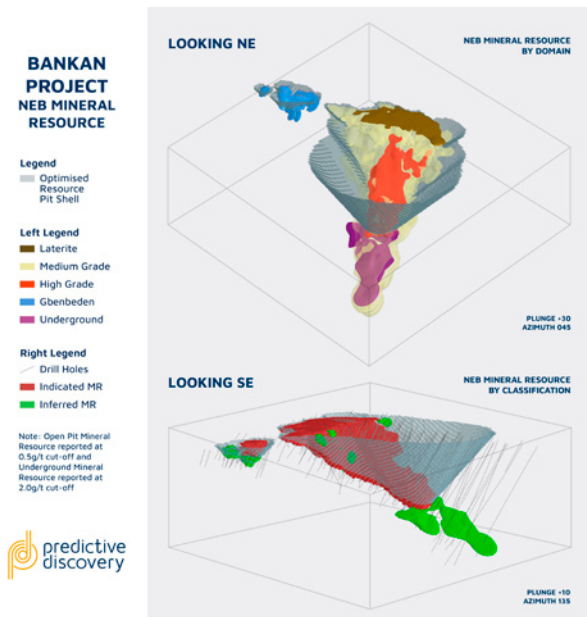 BANKAN
PROJECT
NEB MINERAL
RESOURCE
Legend
Optimised
Resource
Pit Shell
Left Legend
Laterite
Medium Grade
High Grade
Gbenbeden
Underground
Right Legend
Drill Holes
Indicated MR
Inferred MR
Note: Open Pit Mineral
Resource reported at
0.5g/t cut-off and
Underground Mineral
Resource reported at
2.0g/t cut-off
predictive
discovery
LOOKING NE
NEB MINERAL RESOURCE
BY DOMAIN
PLUNGE +30
AZIMUTH 045
LOOKING SE
NEB MINERAL RESOURCE
BY CLASSIFICATION
PLUNGE +10
AZIMUTH 135